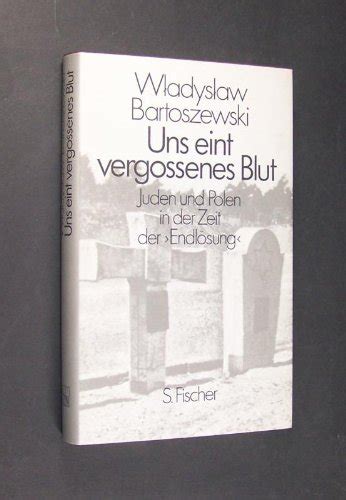 Władysław
Bartoszewski
Uns eint
vergossenes Blut
Juden und Polen
in der Zeit
der ›Endlösung‹
S. Fischer
Uns eint vergossenes Blut